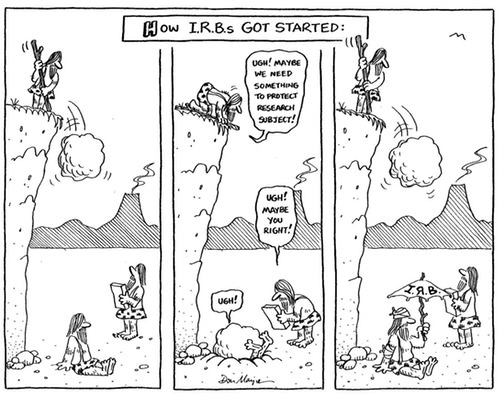 How I.R.B.s GOT STARTED:
UGH! MAYBE
WE NEED
SOMETHING
TO PROTECT
RESEARCH
SUBJECT!
UGH!
MAYBE
YOU
RIGHT!
UGH!
I.Я.B.